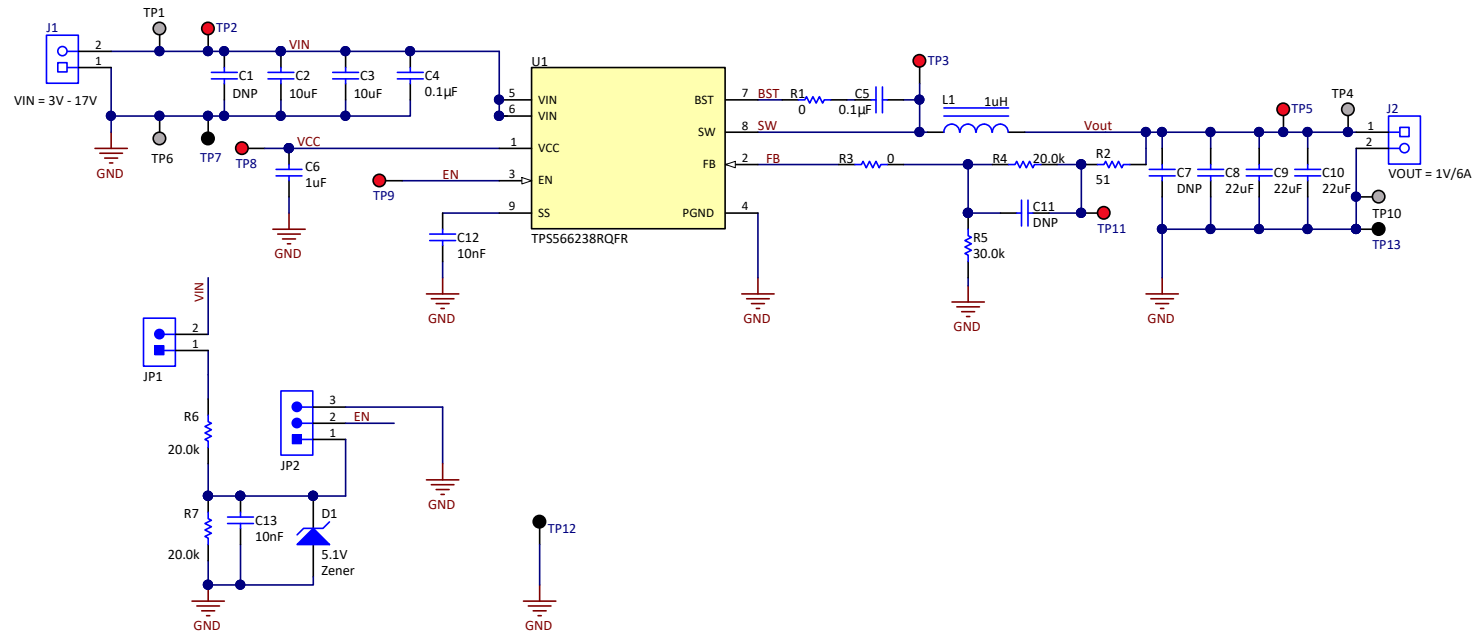 TP1
J1
2
1
VIN = 3V - 17V
TP2
VIN
C1
DNP
C2
10uF
C3
10uF
C4
0.1µF
GND
TP6
TP7
TP8
VCC
C6
1uF
GND
TP9
EN
C12
10nF
GND
U1
5
VIN
6
VIN
1
VCC
3
EN
9
SS
BST
7
SW
8
FB
2
PGND
4
TPS566238RQFR
GND
BST
R1
0
C5
0.1µF
TP3
SW
L1
1uH
Vout
FB
R3
0
R4
20.0k
R2
51
C11
DNP
TP11
R5
30.0k
GND
C7
DNP
C8
22uF
C9
22uF
C10
22uF
TP5
TP4
J2
1
2
VOUT = 1V/6A
TP10
TP13
GND
VIN
2
1
JP1
R6
20.0k
3
2
EN
1
JP2
GND
R7
20.0k
C13
10nF
D1
5.1V
Zener
GND
TP12
GND